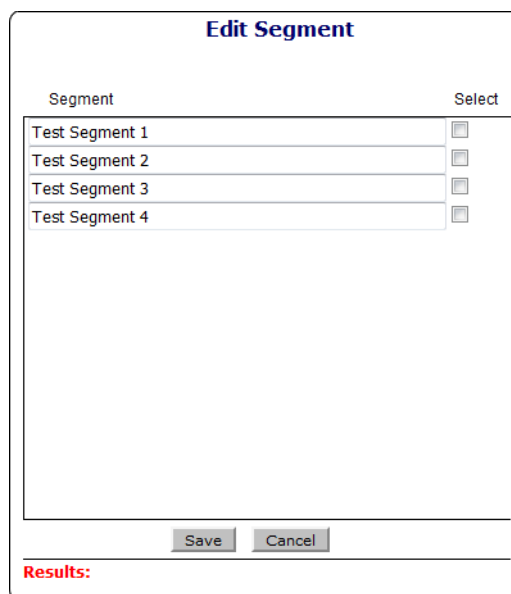 Edit Segment
Segment Select
Test Segment 1
Test Segment 2
Test Segment 3
Test Segment 4
Save Cancel
Results: